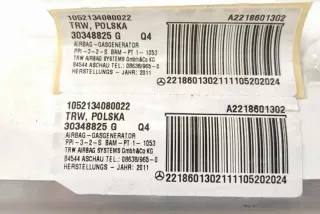 1052134080022 A2218601302
TRW, POLSKA
30348825 G Q4
AIRBAG-GASGENERATOR
PPI-3-2-S BAM-PT 1-1053
TRW AIRBAG SYSTEMS GmbH&Co KG
84544 ASCHAU TEL.: 08638/965-0
HERSTELLUNGS - JAHR: 2011
2218601302111105202024
1052134080022 A2218601302
TRW, POLSKA
30348825 G Q4
AIRBAG-GASGENERATOR
PPI-3-2-S BAM-PT 1-1053
TRW AIRBAG SYSTEMS GmbH&Co KG
84544 ASCHAU TEL.: 08638/965-0
HERSTELLUNGS - JAHR: 2011
2218601302111105202024